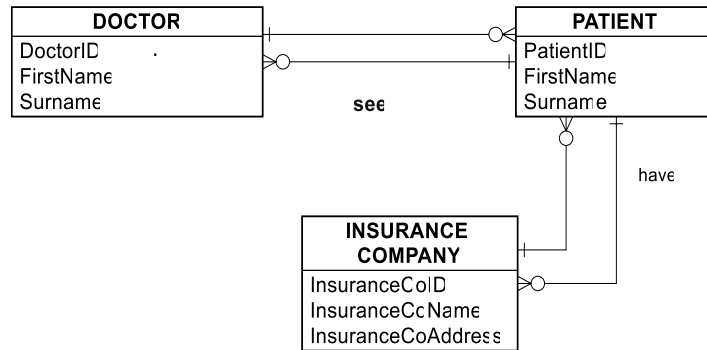 DOCTOR
DoctorID
FirstName
Surname
PATIENT
PatientID
FirstName
Surname
see
have
INSURANCE
COMPANY
InsuranceCoID
InsuranceCoName
InsuranceCoAddress